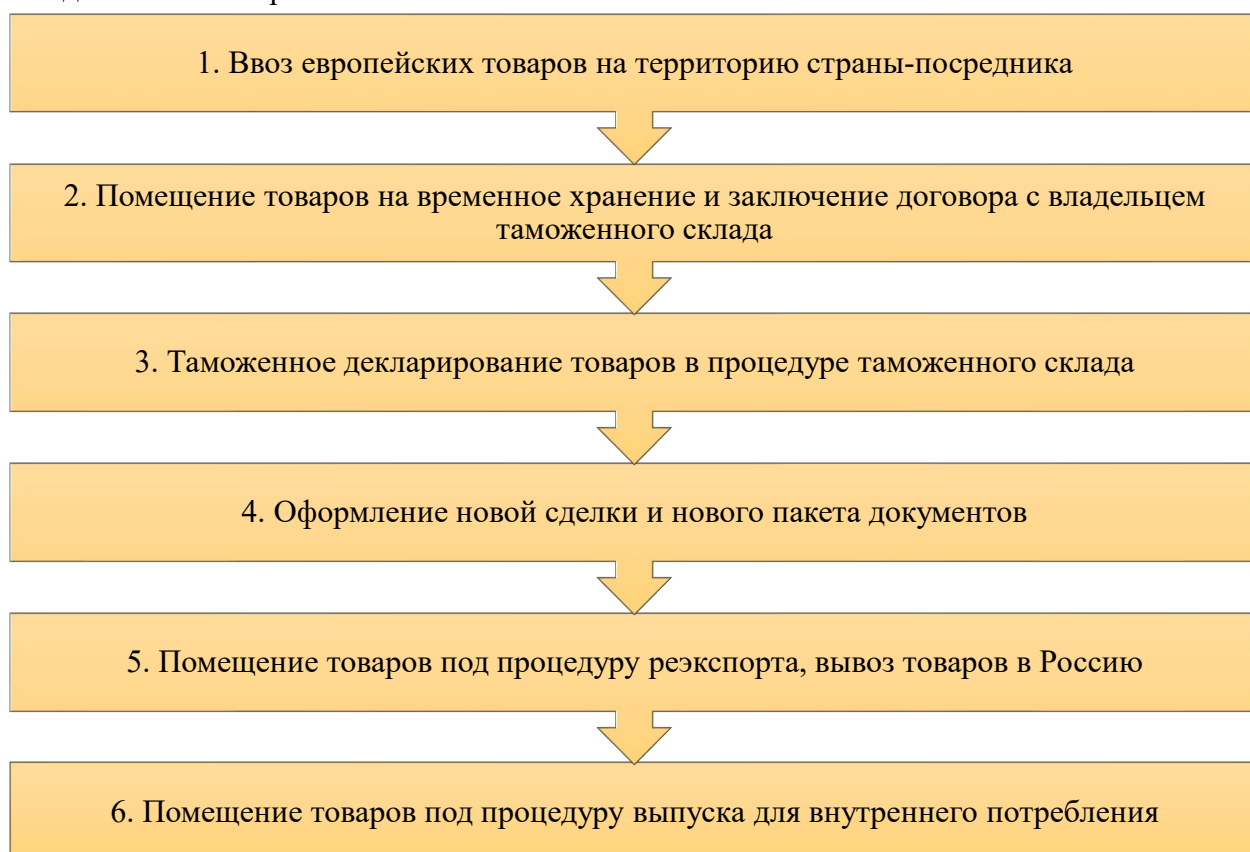 1. Ввоз европейских товаров на территорию страны-посредника
2. Помещение товаров на временное хранение и заключение договора с владельцем
таможенного склада
3. Таможенное декларирование товаров в процедуре таможенного склада
4. Оформление новой сделки и нового пакета документов
5. Помещение товаров под процедуру реэкспорта, вывоз товаров в Россию
6. Помещение товаров под процедуру выпуска для внутреннего потребления